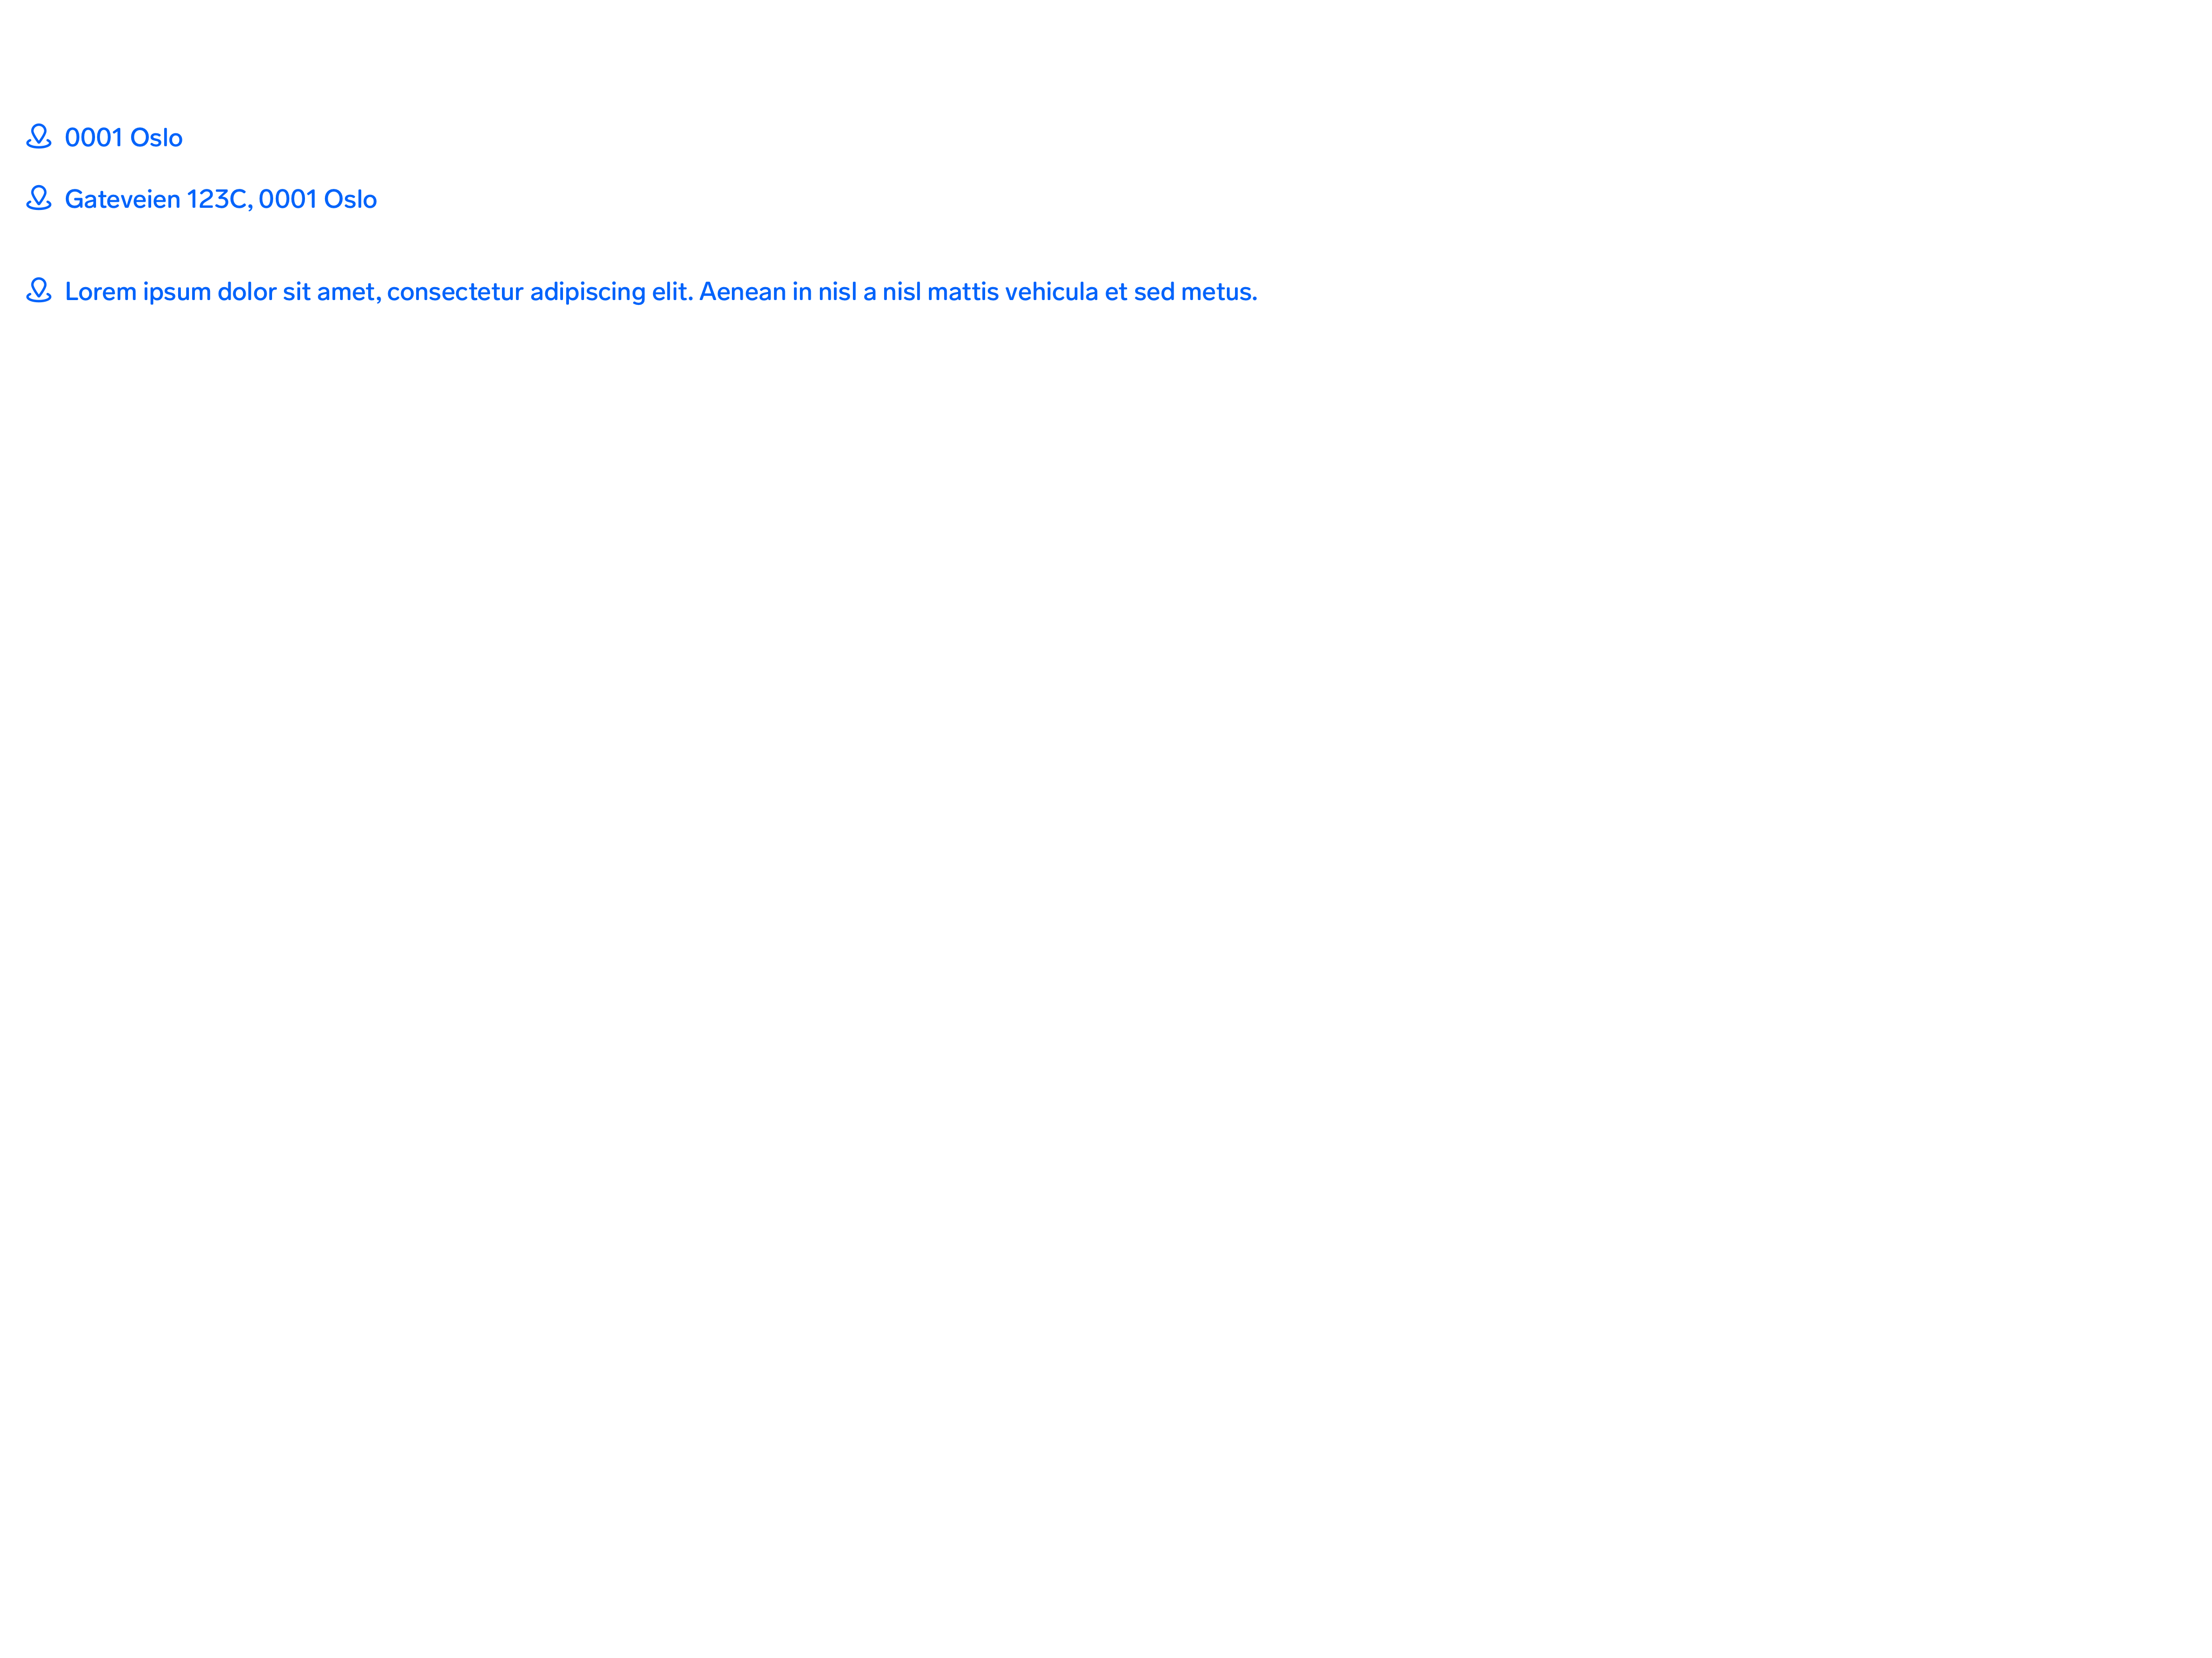 0001 Oslo
Gateveien 123C, 0001 Oslo
Lorem ipsum dolor sit amet, consectetur adipiscing elit. Aenean in nisl a nisl mattis vehicula et sed metus.